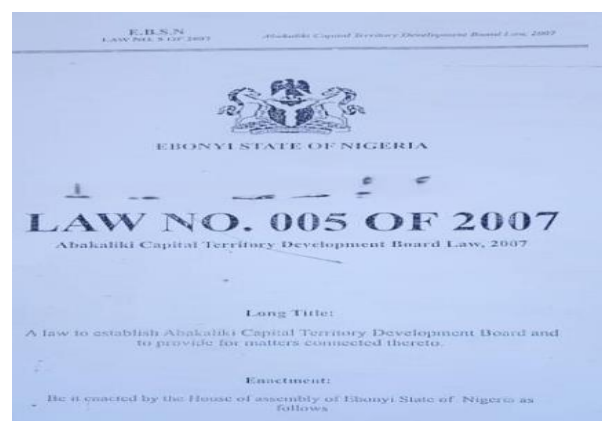 E.B.S.N
LAW NO. 5 OF 2007
Abakaliki Capital Territory Development Board Law, 2007
EBONYI STATE OF NIGERIA
LAW NO. 005 OF 2007
Abakaliki Capital Territory Development Board Law, 2007
Long Title:
A law to establish Abakaliki Capital Territory Development Board and
to provide for matters connected thereto.
Enactment:
Be it enacted by the House of assembly of Ebonyi State of Nigeria as
follows